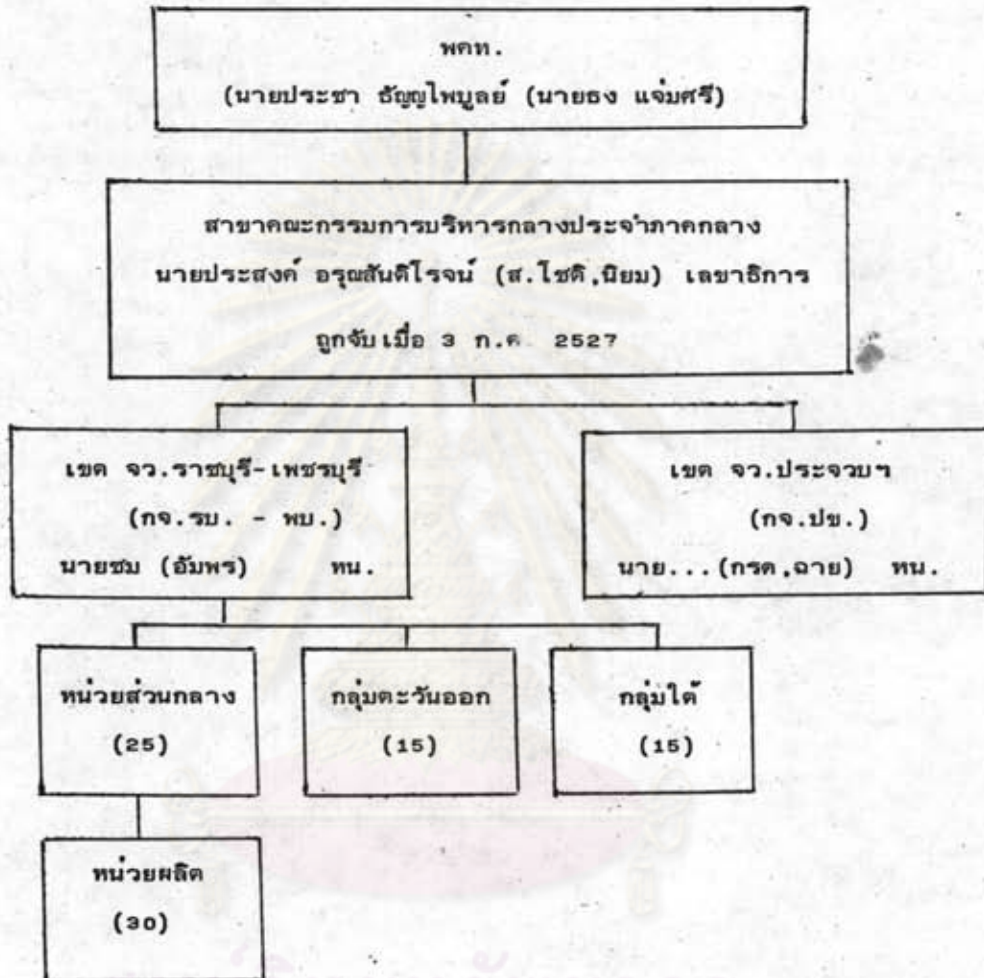 พคท.
(นายประชา ธัญญไพบูลย์ (นายธง แจ่มศรี)
สาขาคณะกรรมการบริหารกลางประจำภาคกลาง
นายประสงค์ อรุณสันติโรจน์ (ส.โชติ,นิยม) เลขาธิการ
ถูกจับเมื่อ 3 ก.ค. 2527
เขต จว.ราชบุรี-เพชรบุรี
(กจ.รบ. - พบ.)
นายชม (อัมพร) หน.
เขต จว.ประจวบฯ
(กจ.ปข.)
นาย...(กรด,ฉาย) หน.
หน่วยส่วนกลาง
(25)
กลุ่มตะวันออก
(15)
กลุ่มใต้
(15)
หน่วยผลิต
(30)